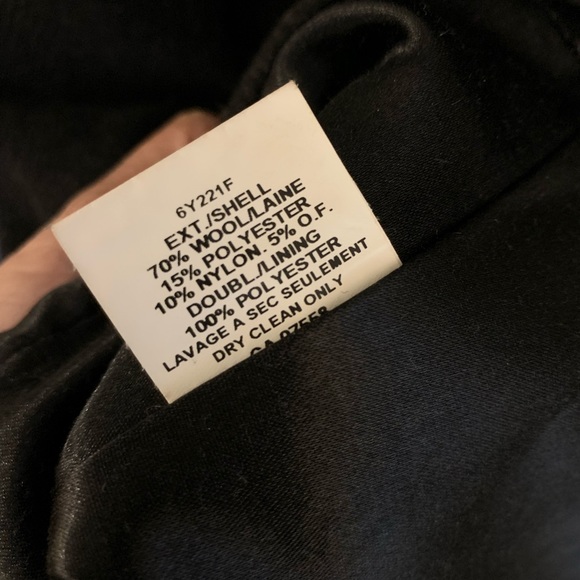 6Y221F
EXT./SHELL
70% WOOL/LAINE
15% POLYESTER
10% NYLON. 5% O.F.
DOUBL./LINING
100% POLYESTER
LAVAGE A SEC SEULEMENT
DRY CLEAN ONLY